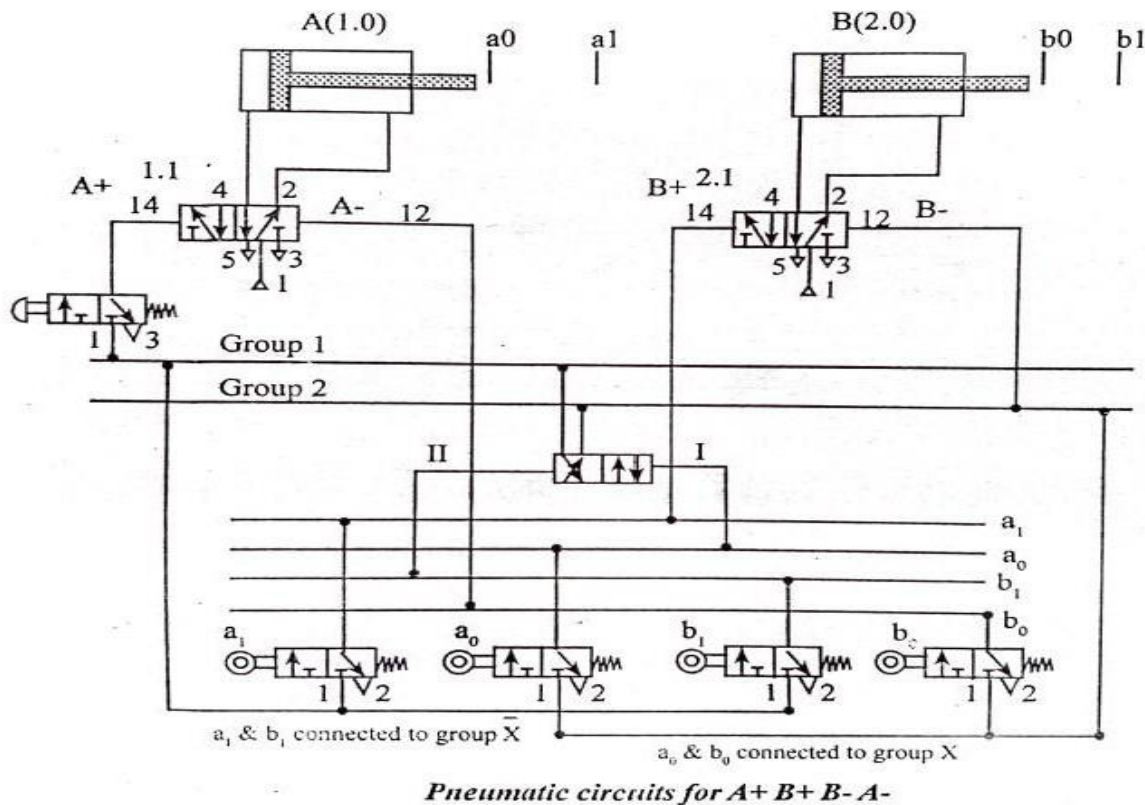 A(1.0)
a0
a1
B(2.0)
b0
b1
A+
1.1
14
4
2
A-
12
5
3
1
B+
2.1
14
4
2
12
B-
5
3
1
1
3
Group 1
Group 2
II
I
a₁
a₀
b₁
b₀
a₁
a₀
b₁
1 2
1 2
1 2
1 2
a₁ & b₁ connected to group X̅
a₀ & b₀ connected to group X
Pneumatic circuits for A+ B+ B- A-